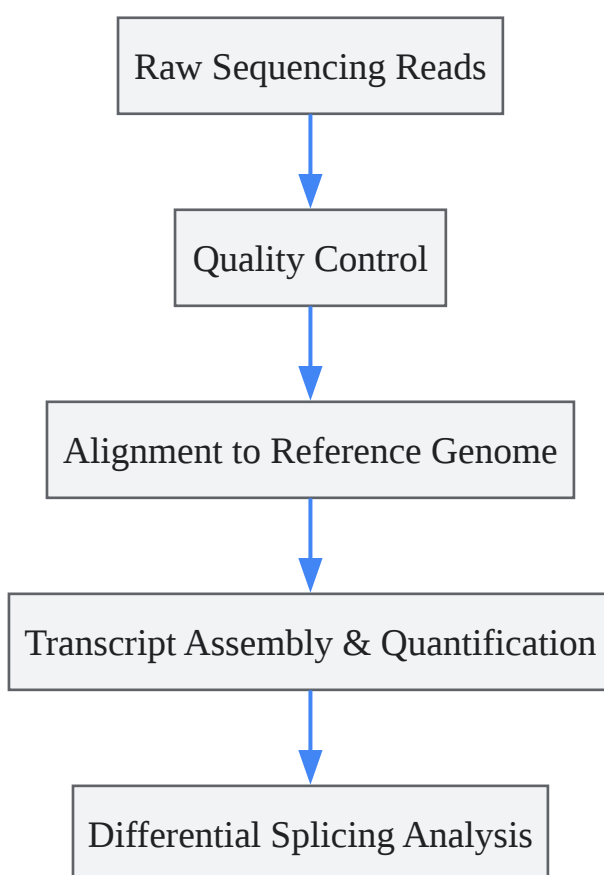 Raw Sequencing Reads
Quality Control
Alignment to Reference Genome
Transcript Assembly & Quantification
Differential Splicing Analysis